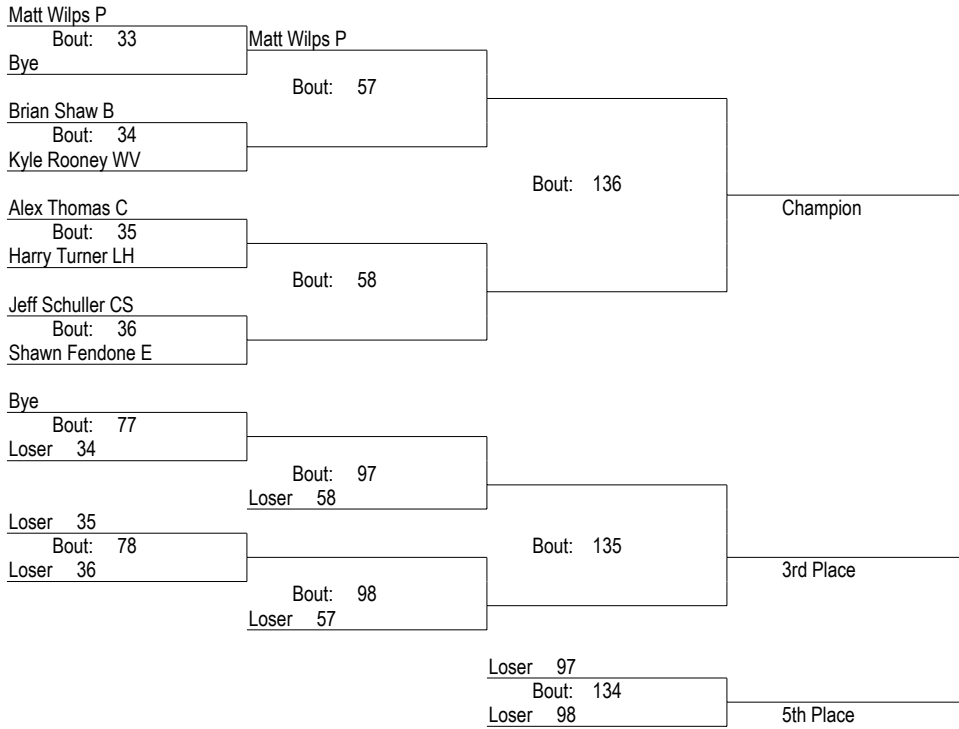 Matt Wilps P
Bout: 33
Matt Wilps P
Bye
Bout: 57
Brian Shaw B
Bout: 34
Kyle Rooney WV
Bout: 136
Alex Thomas C
Champion
Bout: 35
Harry Turner LH
Bout: 58
Jeff Schuller CS
Bout: 36
Shawn Fendone E
Bye
Bout: 77
Loser 34
Bout: 97
Loser 58
Loser 35
Bout: 78
Bout: 135
Loser 36
3rd Place
Bout: 98
Loser 57
Loser 97
Bout: 134
Loser 98
5th Place